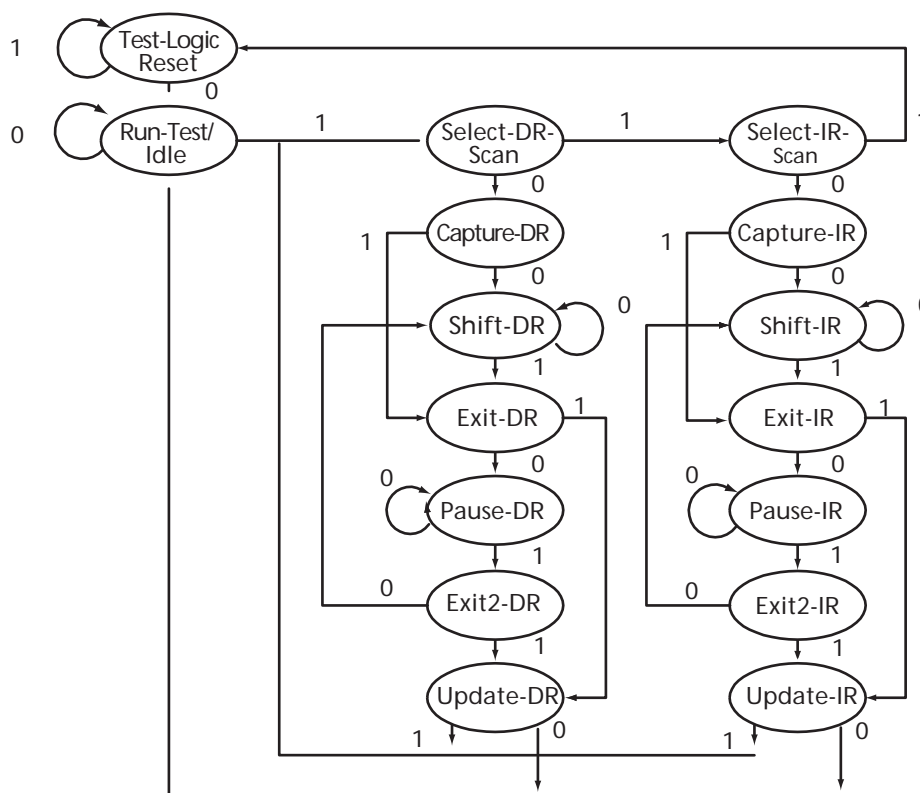 1
Test-Logic
Reset
0
0
Run-Test/
Idle
1
Select-DR-
Scan
1
Select-IR-
Scan
1
0
0
1
Capture-DR
1
Capture-IR
0
0
Shift-DR
0
Shift-IR
0
1
1
Exit-DR
1
Exit-IR
1
0
0
0
Pause-DR
0
Pause-IR
1
1
0
Exit2-DR
0
Exit2-IR
1
1
Update-DR
Update-IR
1
0
1
0